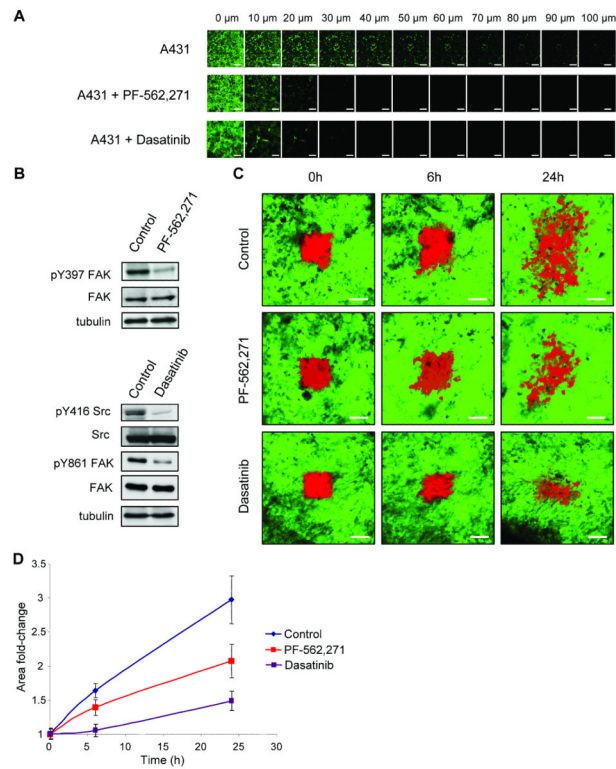 A
0 µm 10 µm 20 µm 30 µm 40 µm 50 µm 60 µm 70 µm 80 µm 90 µm 100 µm
A431
A431 + PF-562,271
A431 + Dasatinib
B
Control
PF-562,271
pY397 FAK
FAK
tubulin
Control
Dasatinib
pY416 Src
Src
pY861 FAK
FAK
tubulin
C
0h 6h 24h
Control
PF-562,271
Dasatinib
D
Area fold-change
3.5
3
2.5
2
1.5
1
0 5 10 15 20 25 30
Time (h)
Control
PF-562,271
Dasatinib